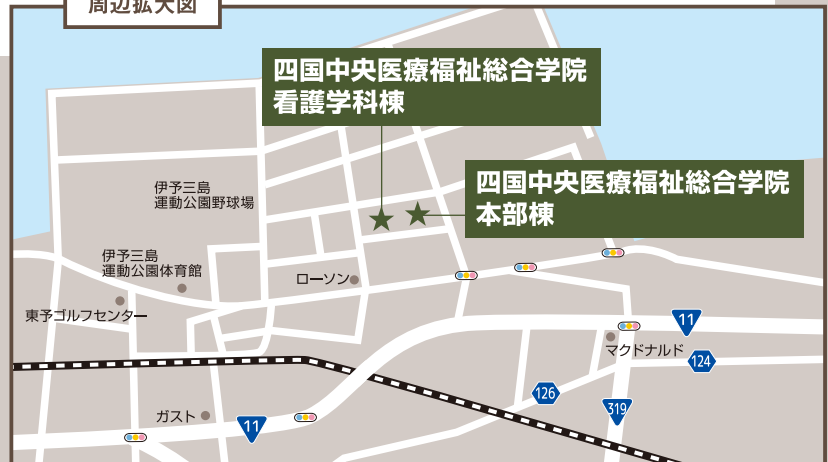 周辺拡大図
四国中央医療福祉総合学院
看護学科棟
四国中央医療福祉総合学院
本部棟
伊予三島
運動公園野球場
伊予三島
運動公園体育館
ローソン
東予ゴルフセンター
11
マクドナルド
124
126
319
ガスト
11